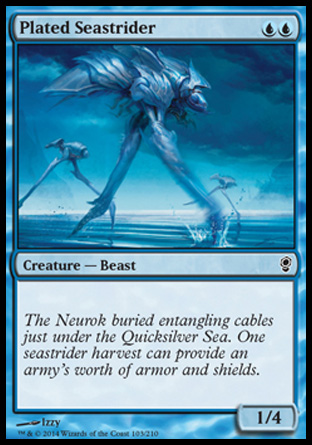 Plated Seastrider
Creature — Beast
The Neurok buried entangling cables
just under the Quicksilver Sea. One
seastrider harvest can provide an
army's worth of armor and shields.
Izzy
™ & © 2014 Wizards of the Coast 103/210
1/4